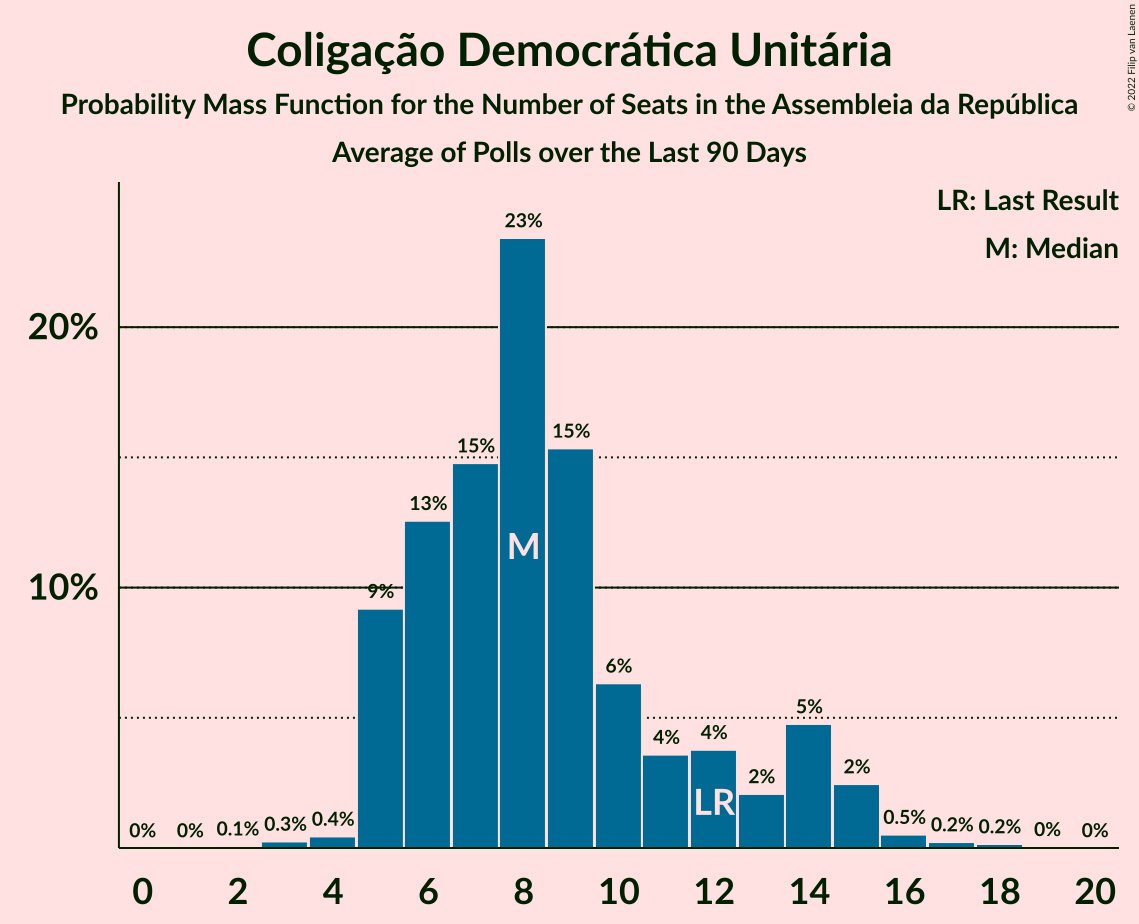 Coligação Democrática Unitária
Probability Mass Function for the Number of Seats in the Assembleia da República
Average of Polls over the Last 90 Days
© 2022 Filip van Laenen
LR: Last Result
M: Median
20%
10%
0%
0%
0.1%
0.3%
0.4%
9%
13%
15%
23%
15%
6%
4%
4%
2%
5%
2%
0.5%
0.2%
0.2%
0%
0%
M
LR
0 2 4 6 8 10 12 14 16 18 20